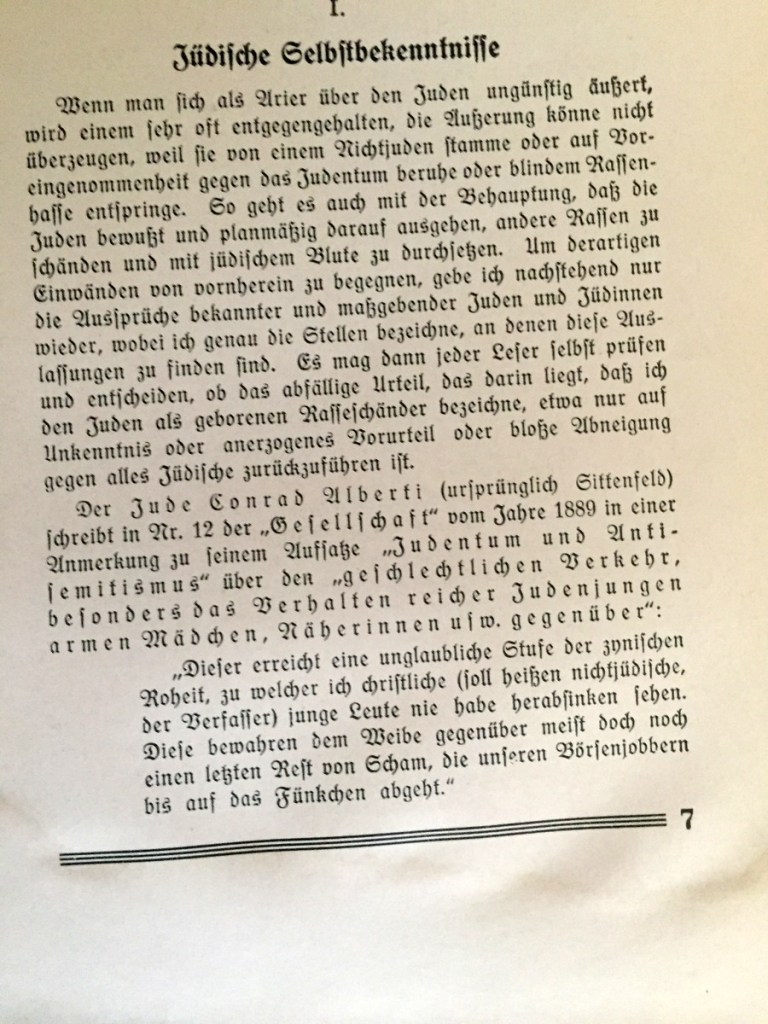 I.
Jüdische Selbstbekenntnisse
Wenn man sich als Arier über den Juden ungünstig äußert,
wird einem sehr oft entgegengehalten, die Äußerung könne nicht
überzeugen, weil sie von einem Nichtjuden stamme oder auf Vor-
eingenommenheit gegen das Judentum beruhe oder blindem Rassen-
hasse entspringe. So geht es auch mit der Behauptung, daß die
Juden bewußt und planmäßig darauf ausgehen, andere Rassen zu
schänden und mit jüdischem Blute zu durchsetzen. Um derartigen
Einwänden von vornherein zu begegnen, gebe ich nachstehend nur
die Aussprüche bekannter und maßgebender Juden und Jüdinnen
wieder, wobei ich genau die Stellen bezeichne, an denen diese Aus-
lassungen zu finden sind. Es mag dann jeder Leser selbst prüfen
und entscheiden, ob das abfällige Urteil, das darin liegt, daß ich
den Juden als geborenen Rasseschänder bezeichne, etwa nur auf
Unkenntnis oder anerzogenes Vorurteil oder bloße Abneigung
gegen alles Jüdische zurückzuführen ist.
Der Jude Conrad Alberti (ursprünglich Sittenfeld)
schreibt in Nr. 12 der „Gesellschaft“ vom Jahre 1889 in einer
Anmerkung zu seinem Aufsatze „Judentum und Anti-
semitismus“ über den „geschlechtlichen Verkehr,
besonders das Verhalten reicher Judenjungen
armen Mädchen, Näherinnen usw. gegenüber“:
„Dieser erreicht eine unglaubliche Stufe der zynischen
Roheit, zu welcher ich christliche (soll heißen nichtjüdische,
der Verfasser) junge Leute nie habe herabsinken sehen.
Diese bewahren dem Weibe gegenüber meist doch noch
einen letzten Rest von Scham, die unseren Börsenjobbern
bis auf das Fünkchen abgeht.“
7